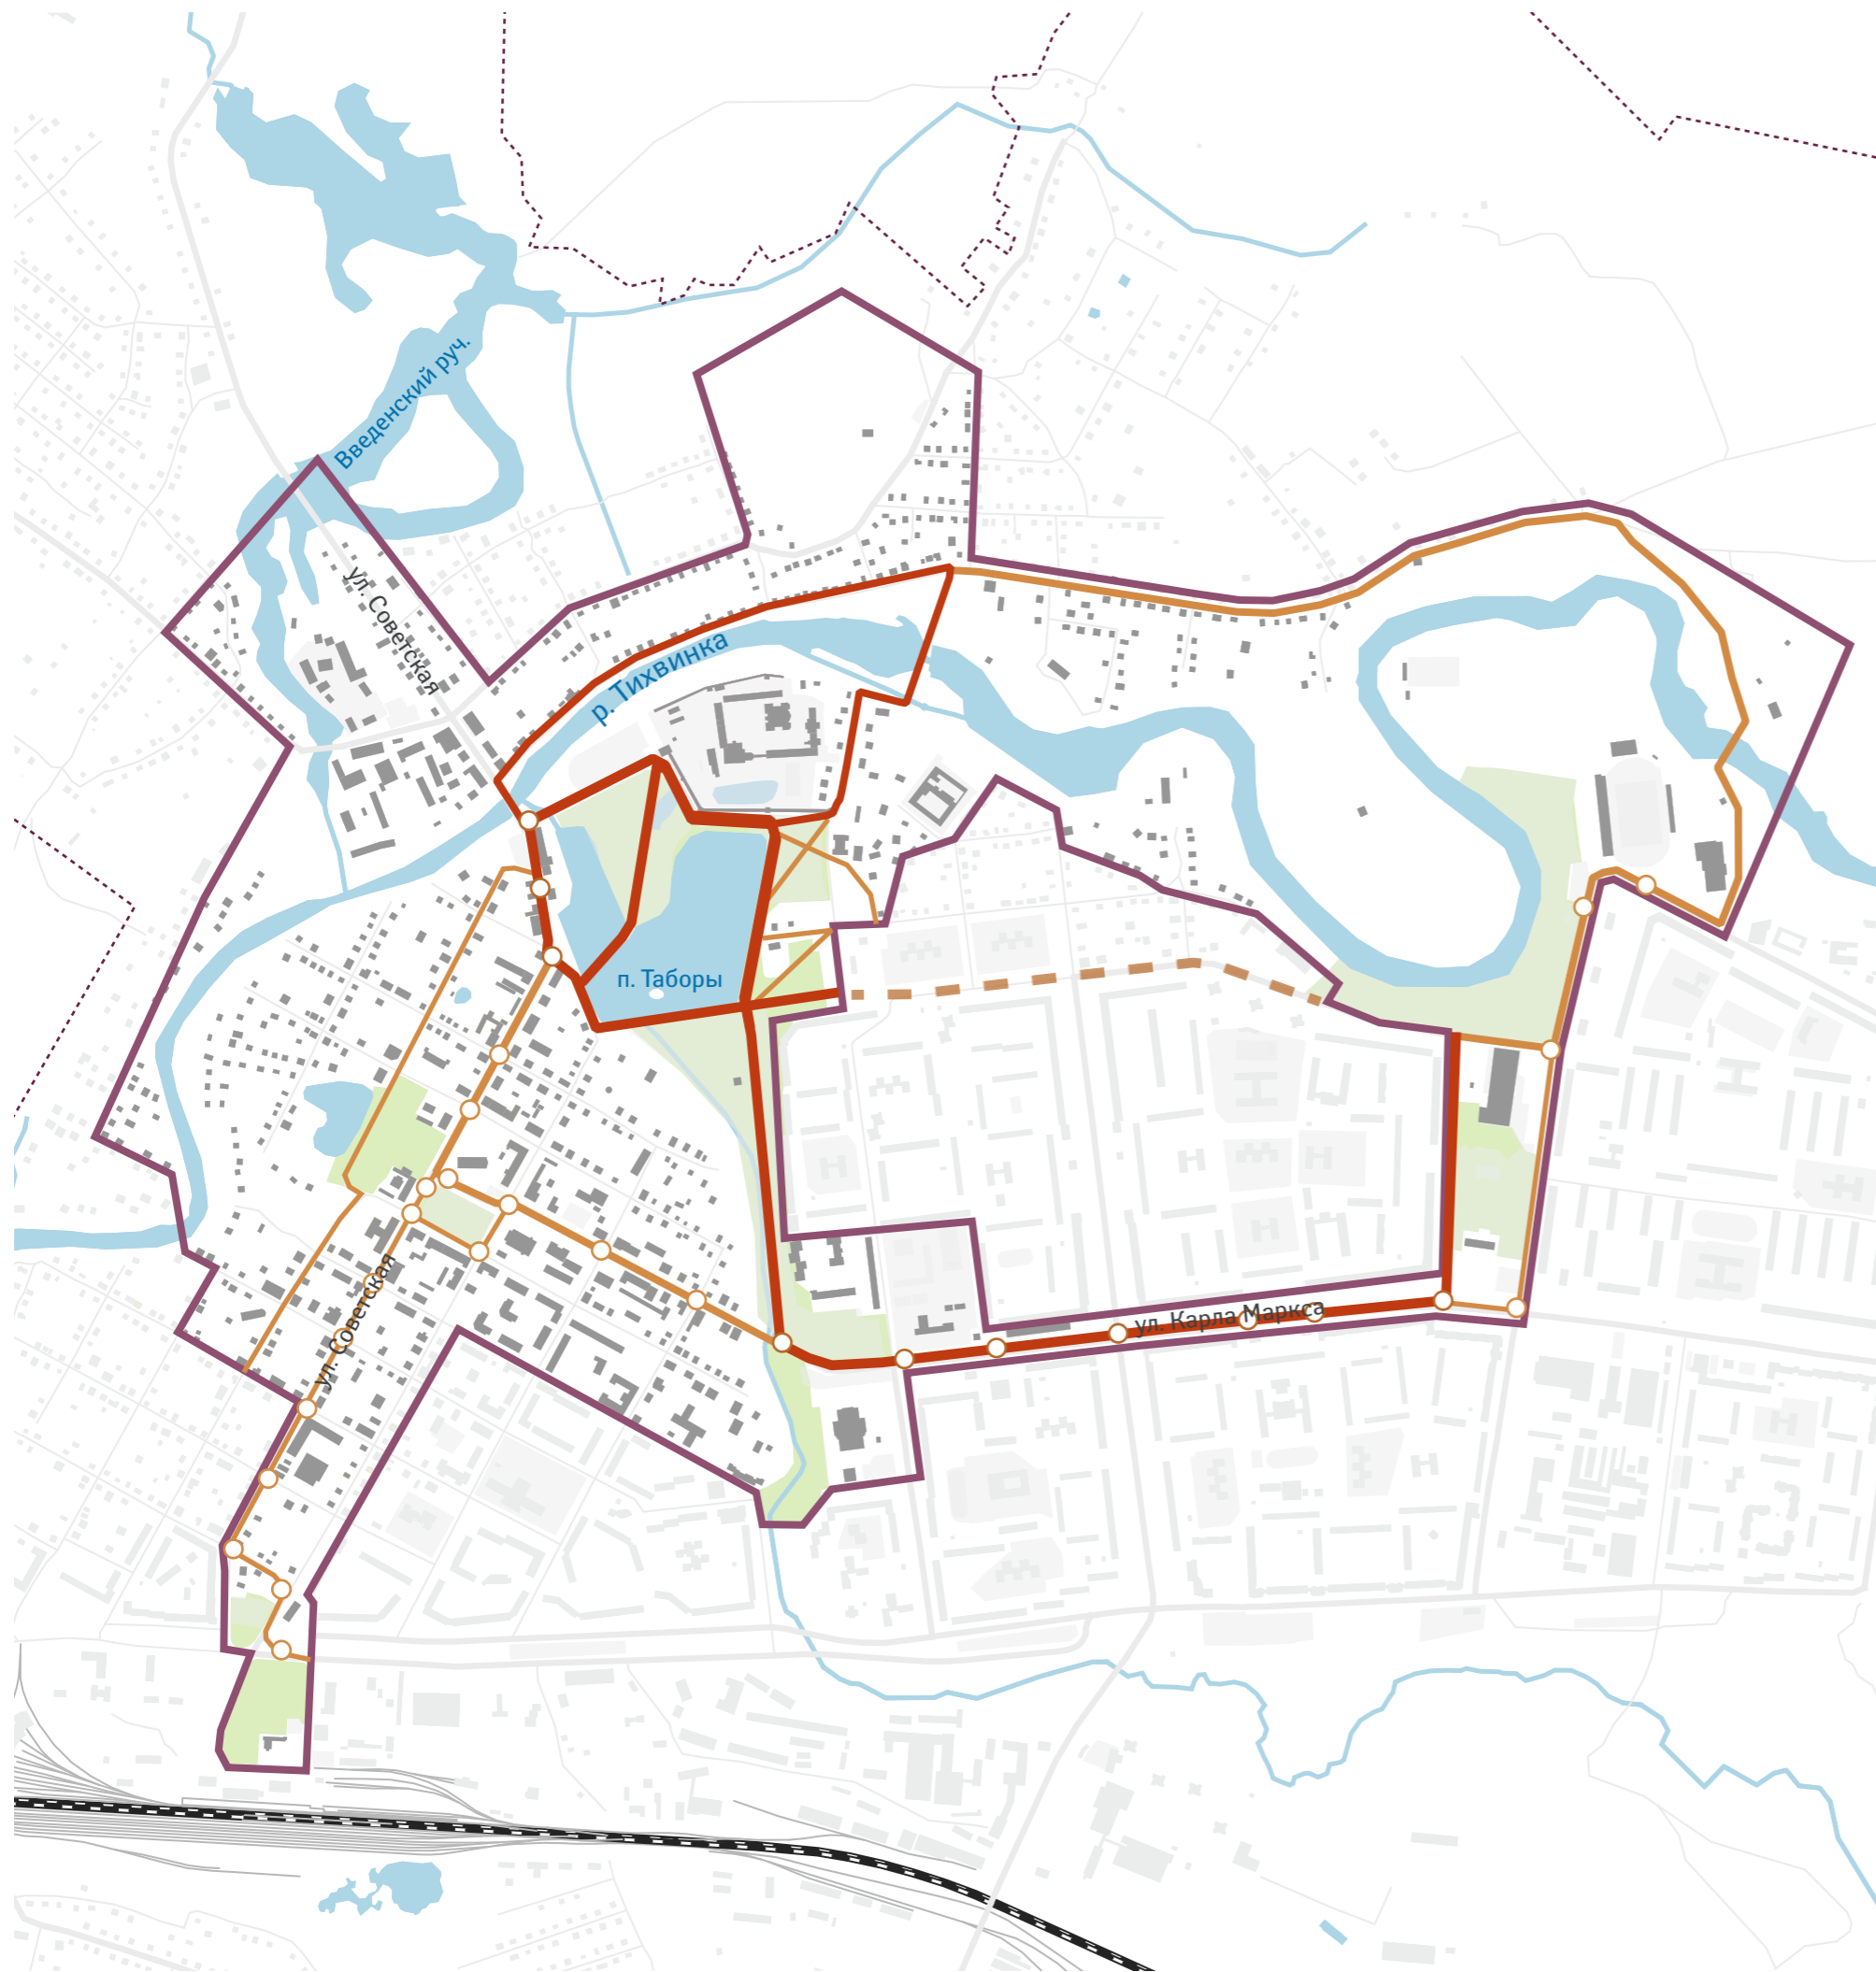 Введенский руч.
ул. Советская
р. Тихвинка
п. Таборы
ул. Советская
ул. Карла Маркса